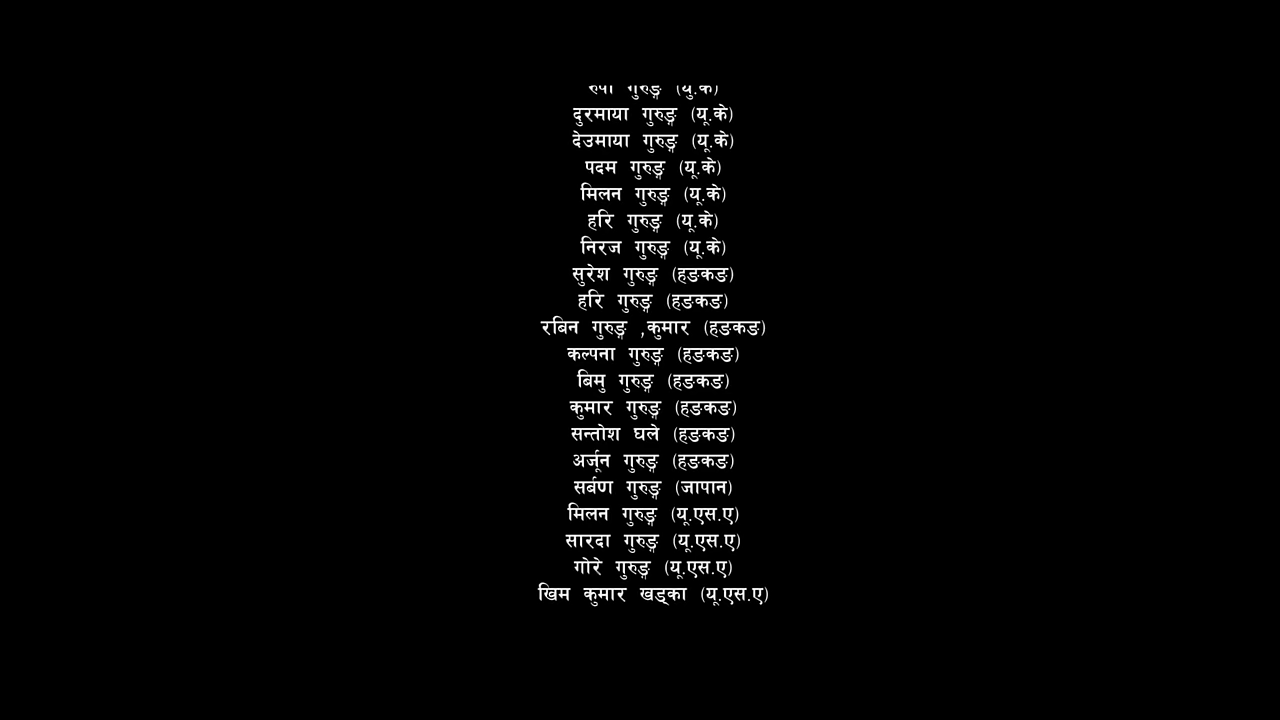 गुरुङ्ग (यु.के)
दुरमाया गुरुङ्ग (यू.के)
देउमाया गुरुङ्ग (यू.के)
पदम गुरुङ्ग (यू.के)
मिलन गुरुङ्ग (यू.के)
हरि गुरुङ्ग (यू.के)
निरज गुरुङ्ग (यू.के)
सुरेश गुरुङ्ग (हङकङ)
हरि गुरुङ्ग (हङकङ)
रबिन गुरुङ्ग ,कुमार (हङकङ)
कल्पना गुरुङ्ग (हङकङ)
बिमु गुरुङ्ग (हङकङ)
कुमार गुरुङ्ग (हङकङ)
सन्तोश घले (हङकङ)
अर्जून गुरुङ्ग (हङकङ)
सर्बण गुरुङ्ग (जापान)
मिलन गुरुङ्ग (यू.एस.ए)
सारदा गुरुङ्ग (यू.एस.ए)
गोरे गुरुङ्ग (यू.एस.ए)
खिम कुमार खड्का (यू.एस.ए)